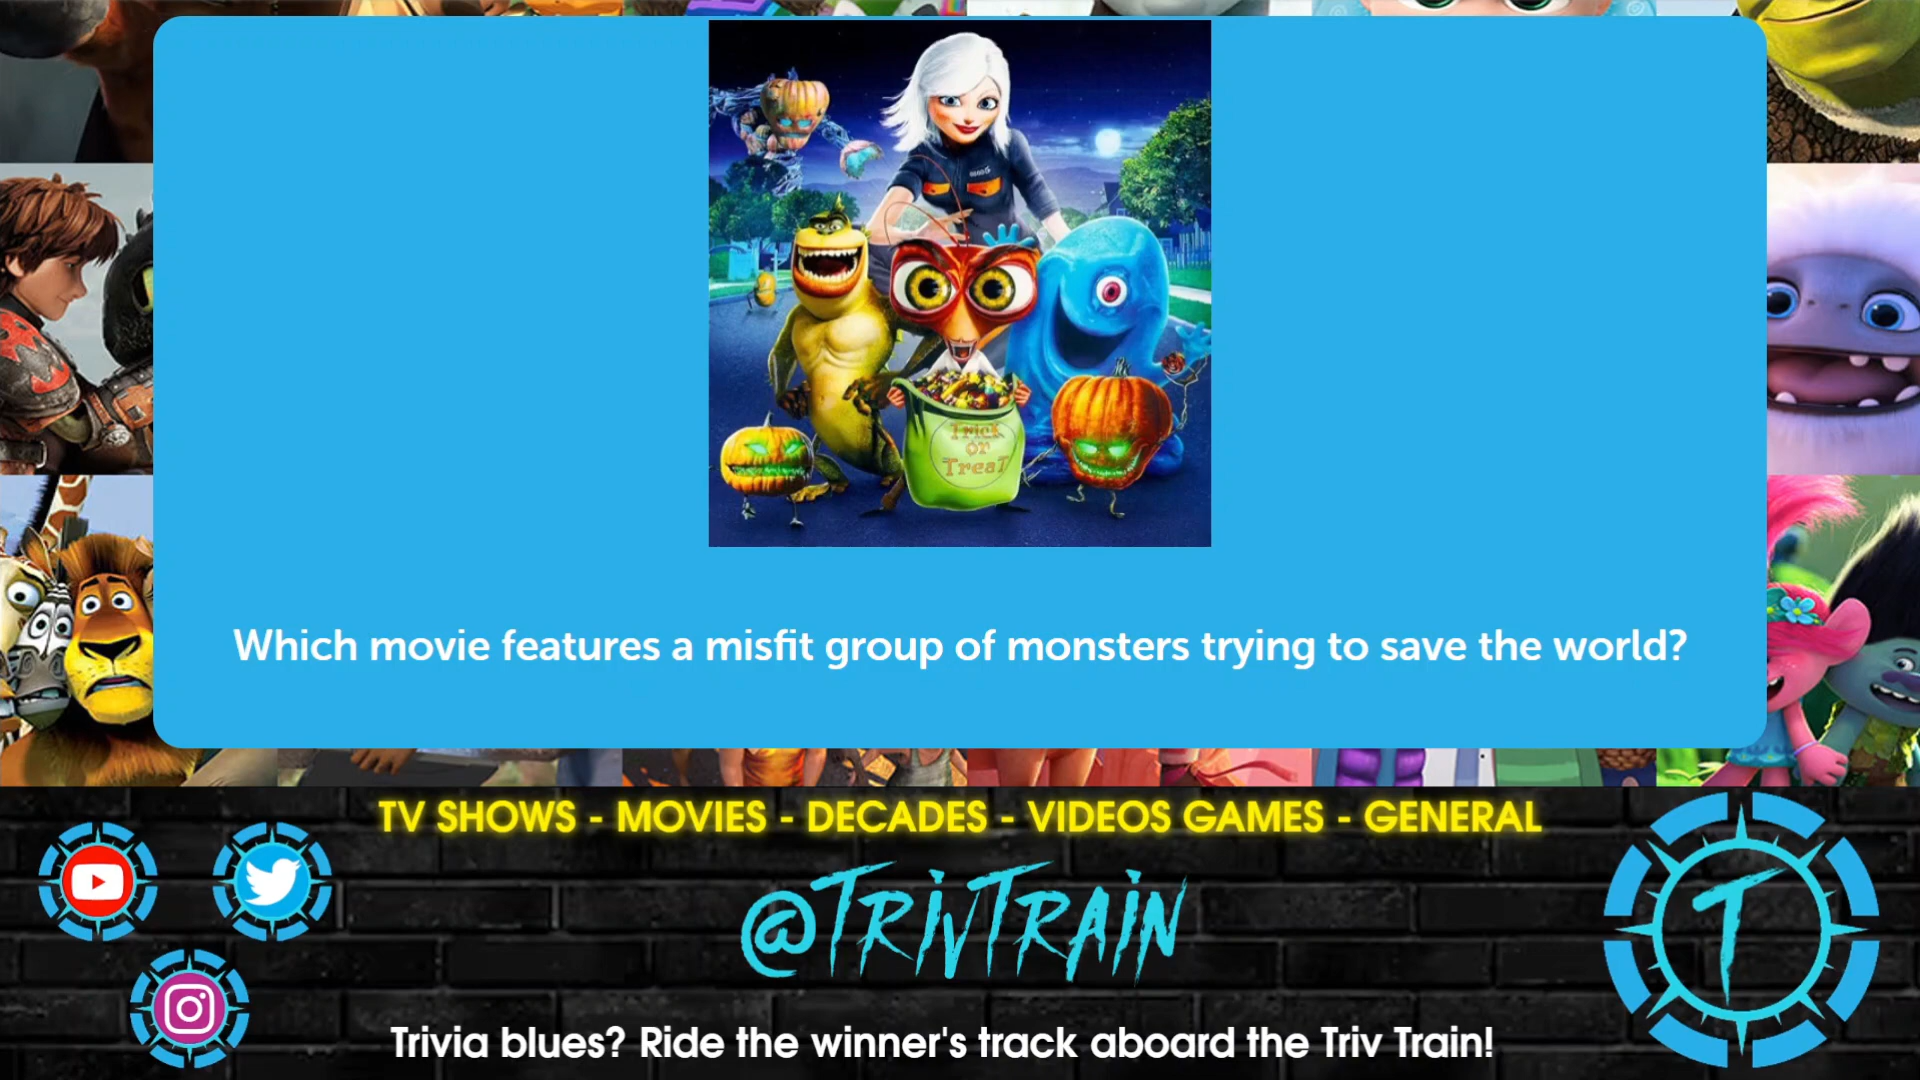 Trick
or
Treat
Which movie features a misfit group of monsters trying to save the world?
TV SHOWS - MOVIES - DECADES - VIDEOS GAMES - GENERAL
@TRIVTRAIN
T
Trivia blues? Ride the winner's track aboard the Triv Train!